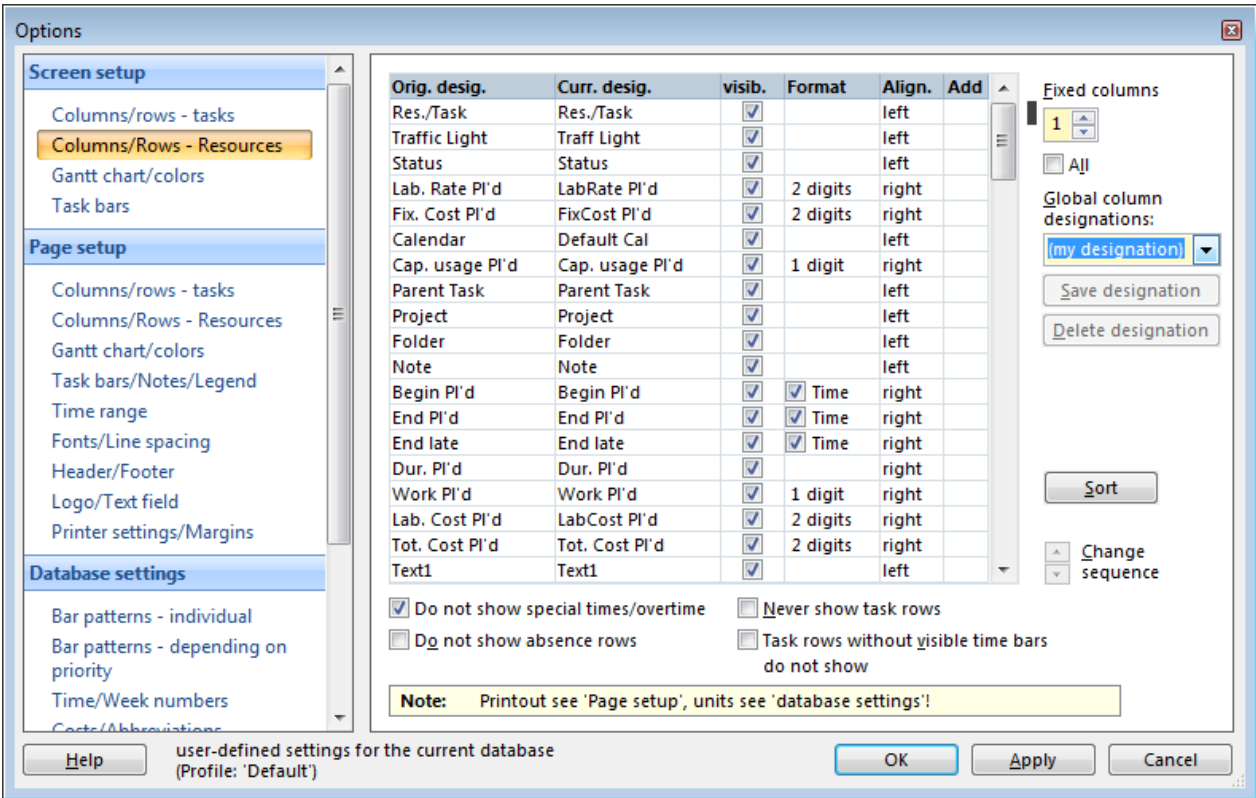 Options
Screen setup
Columns/rows - tasks
Columns/Rows - Resources
Gantt chart/colors
Task bars
Page setup
Columns/rows - tasks
Columns/Rows - Resources
Gantt chart/colors
Task bars/Notes/Legend
Time range
Fonts/Line spacing
Header/Footer
Logo/Text field
Printer settings/Margins
Database settings
Bar patterns - individual
Bar patterns - depending on
priority
Time/Week numbers
Costs/Abbreviations
Orig. desig. Curr. desig. visib. Format Align. Add
Res./Task Res./Task left
Traffic Light Traff Light left
Status Status left
Lab. Rate Pl'd LabRate Pl'd 2 digits right
Fix. Cost Pl'd FixCost Pl'd 2 digits right
Calendar Default Cal left
Cap. usage Pl'd Cap. usage Pl'd 1 digit right
Parent Task Parent Task left
Project Project left
Folder Folder left
Note Note left
Begin Pl'd Begin Pl'd Time right
End Pl'd End Pl'd Time right
End late End late Time right
Dur. Pl'd Dur. Pl'd right
Work Pl'd Work Pl'd 1 digit right
Lab. Cost Pl'd LabCost Pl'd 2 digits right
Tot. Cost Pl'd Tot. Cost Pl'd 2 digits right
Text1 Text1 left
Fixed columns
1
All
Global column
designations:
(my designation)
Save designation
Delete designation
Sort
Change
sequence
Do not show special times/overtime
Never show task rows
Do not show absence rows
Task rows without visible time bars
do not show
Note: Printout see 'Page setup', units see 'database settings'!
Help
user-defined settings for the current database
(Profile: 'Default')
OK
Apply
Cancel